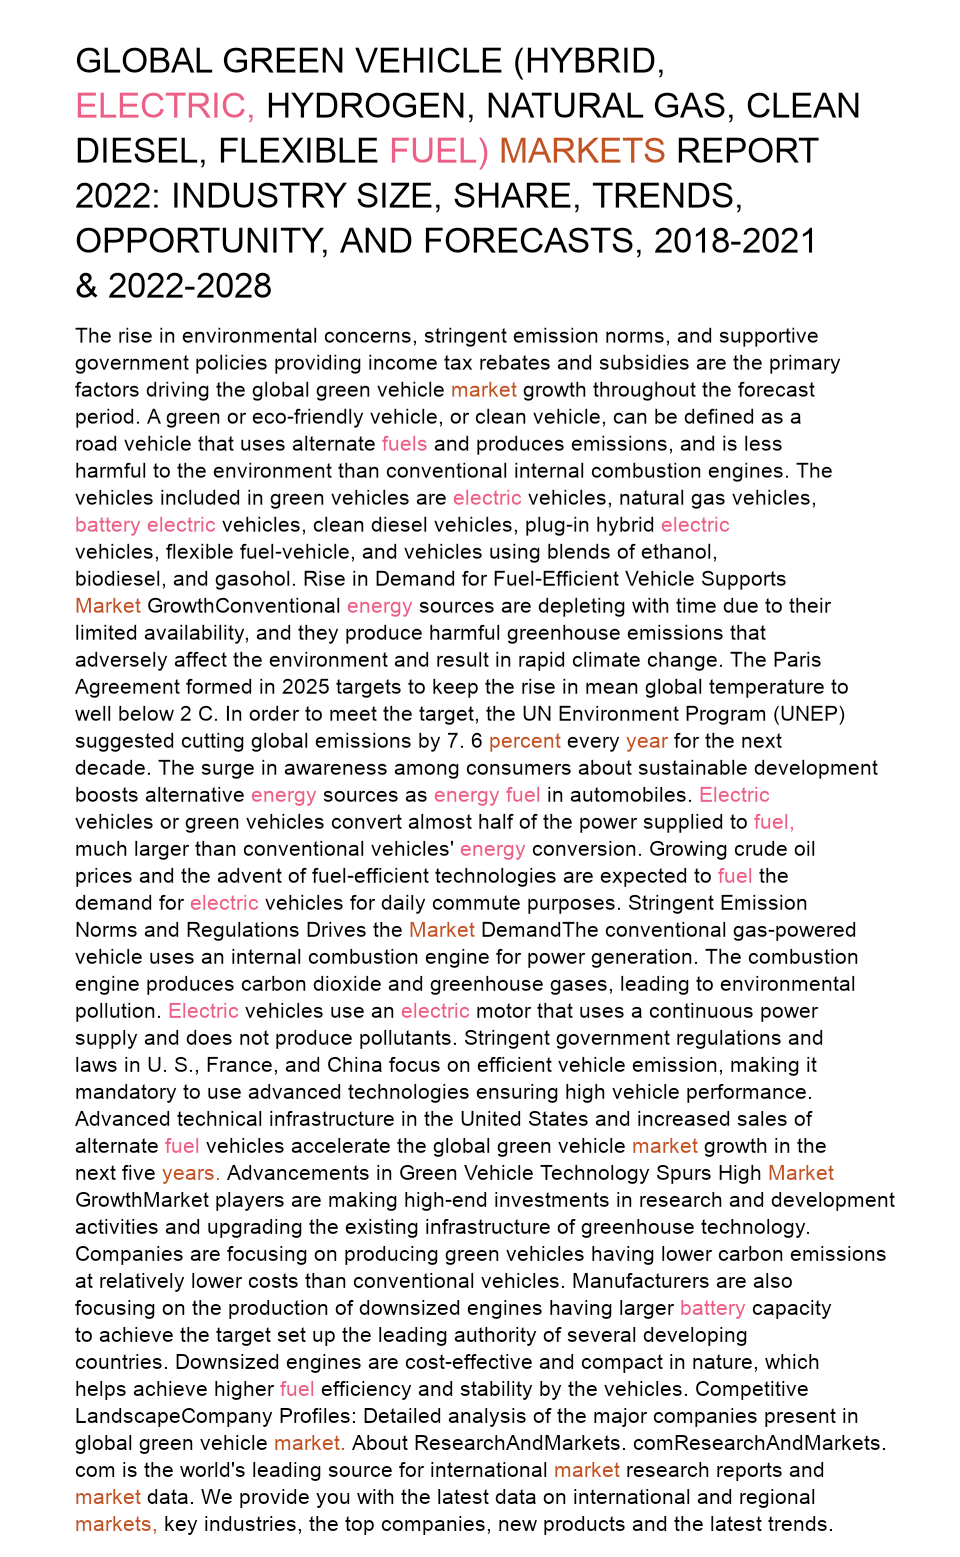 GLOBAL GREEN VEHICLE (HYBRID,
ELECTRIC, HYDROGEN, NATURAL GAS, CLEAN
DIESEL, FLEXIBLE FUEL) MARKETS REPORT
2022: INDUSTRY SIZE, SHARE, TRENDS,
OPPORTUNITY, AND FORECASTS, 2018-2021
& 2022-2028
The rise in environmental concerns, stringent emission norms, and supportive
government policies providing income tax rebates and subsidies are the primary
factors driving the global green vehicle market growth throughout the forecast
period. A green or eco-friendly vehicle, or clean vehicle, can be defined as a
road vehicle that uses alternate fuels and produces emissions, and is less
harmful to the environment than conventional internal combustion engines. The
vehicles included in green vehicles are electric vehicles, natural gas vehicles,
battery electric vehicles, clean diesel vehicles, plug-in hybrid electric
vehicles, flexible fuel-vehicle, and vehicles using blends of ethanol,
biodiesel, and gasohol. Rise in Demand for Fuel-Efficient Vehicle Supports
Market GrowthConventional energy sources are depleting with time due to their
limited availability, and they produce harmful greenhouse emissions that
adversely affect the environment and result in rapid climate change. The Paris
Agreement formed in 2025 targets to keep the rise in mean global temperature to
well below 2 C. In order to meet the target, the UN Environment Program (UNEP)
suggested cutting global emissions by 7. 6 percent every year for the next
decade. The surge in awareness among consumers about sustainable development
boosts alternative energy sources as energy fuel in automobiles. Electric
vehicles or green vehicles convert almost half of the power supplied to fuel,
much larger than conventional vehicles' energy conversion. Growing crude oil
prices and the advent of fuel-efficient technologies are expected to fuel the
demand for electric vehicles for daily commute purposes. Stringent Emission
Norms and Regulations Drives the Market DemandThe conventional gas-powered
vehicle uses an internal combustion engine for power generation. The combustion
engine produces carbon dioxide and greenhouse gases, leading to environmental
pollution. Electric vehicles use an electric motor that uses a continuous power
supply and does not produce pollutants. Stringent government regulations and
laws in U. S., France, and China focus on efficient vehicle emission, making it
mandatory to use advanced technologies ensuring high vehicle performance.
Advanced technical infrastructure in the United States and increased sales of
alternate fuel vehicles accelerate the global green vehicle market growth in the
next five years. Advancements in Green Vehicle Technology Spurs High Market
GrowthMarket players are making high-end investments in research and development
activities and upgrading the existing infrastructure of greenhouse technology.
Companies are focusing on producing green vehicles having lower carbon emissions
at relatively lower costs than conventional vehicles. Manufacturers are also
focusing on the production of downsized engines having larger battery capacity
to achieve the target set up the leading authority of several developing
countries. Downsized engines are cost-effective and compact in nature, which
helps achieve higher fuel efficiency and stability by the vehicles. Competitive
LandscapeCompany Profiles: Detailed analysis of the major companies present in
global green vehicle market. About ResearchAndMarkets. comResearchAndMarkets.
com is the world's leading source for international market research reports and
market data. We provide you with the latest data on international and regional
markets, key industries, the top companies, new products and the latest trends.